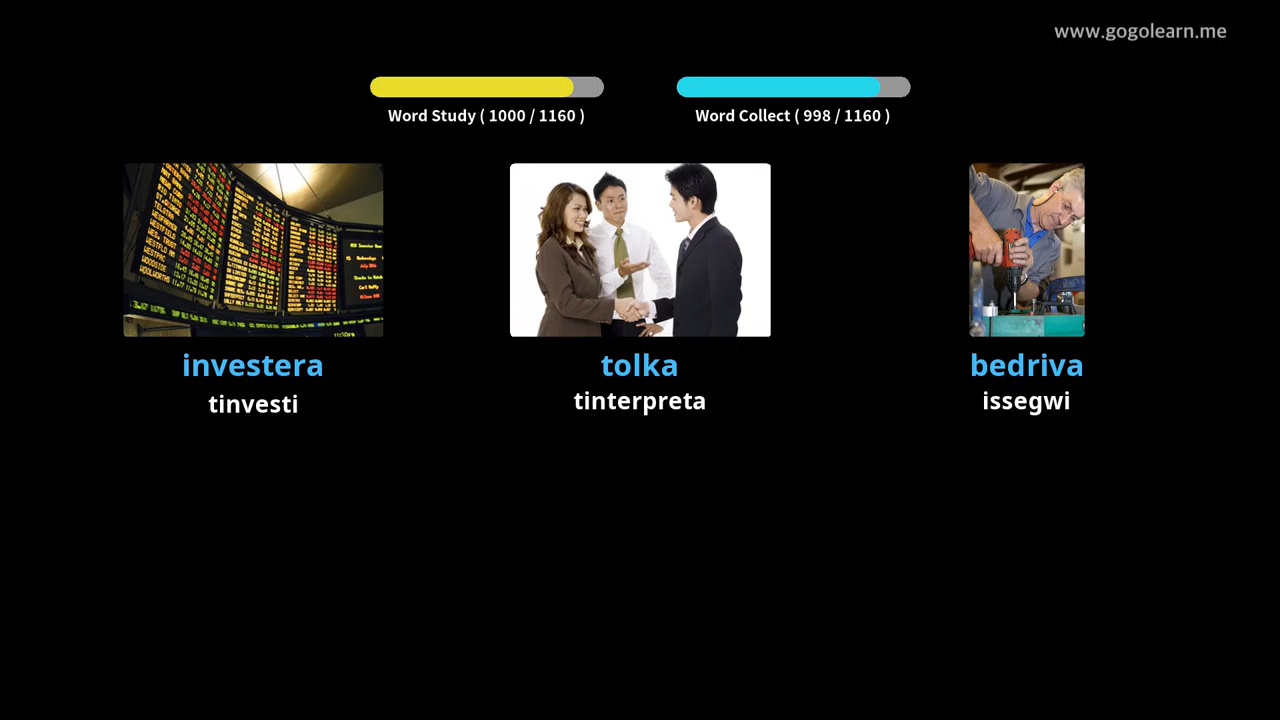 www.gogolearn.me
Word Study ( 1000 / 1160 )
Word Collect ( 998 / 1160 )
investera
tinvesti
tolka
tinterpreta
bedriva
issegwi